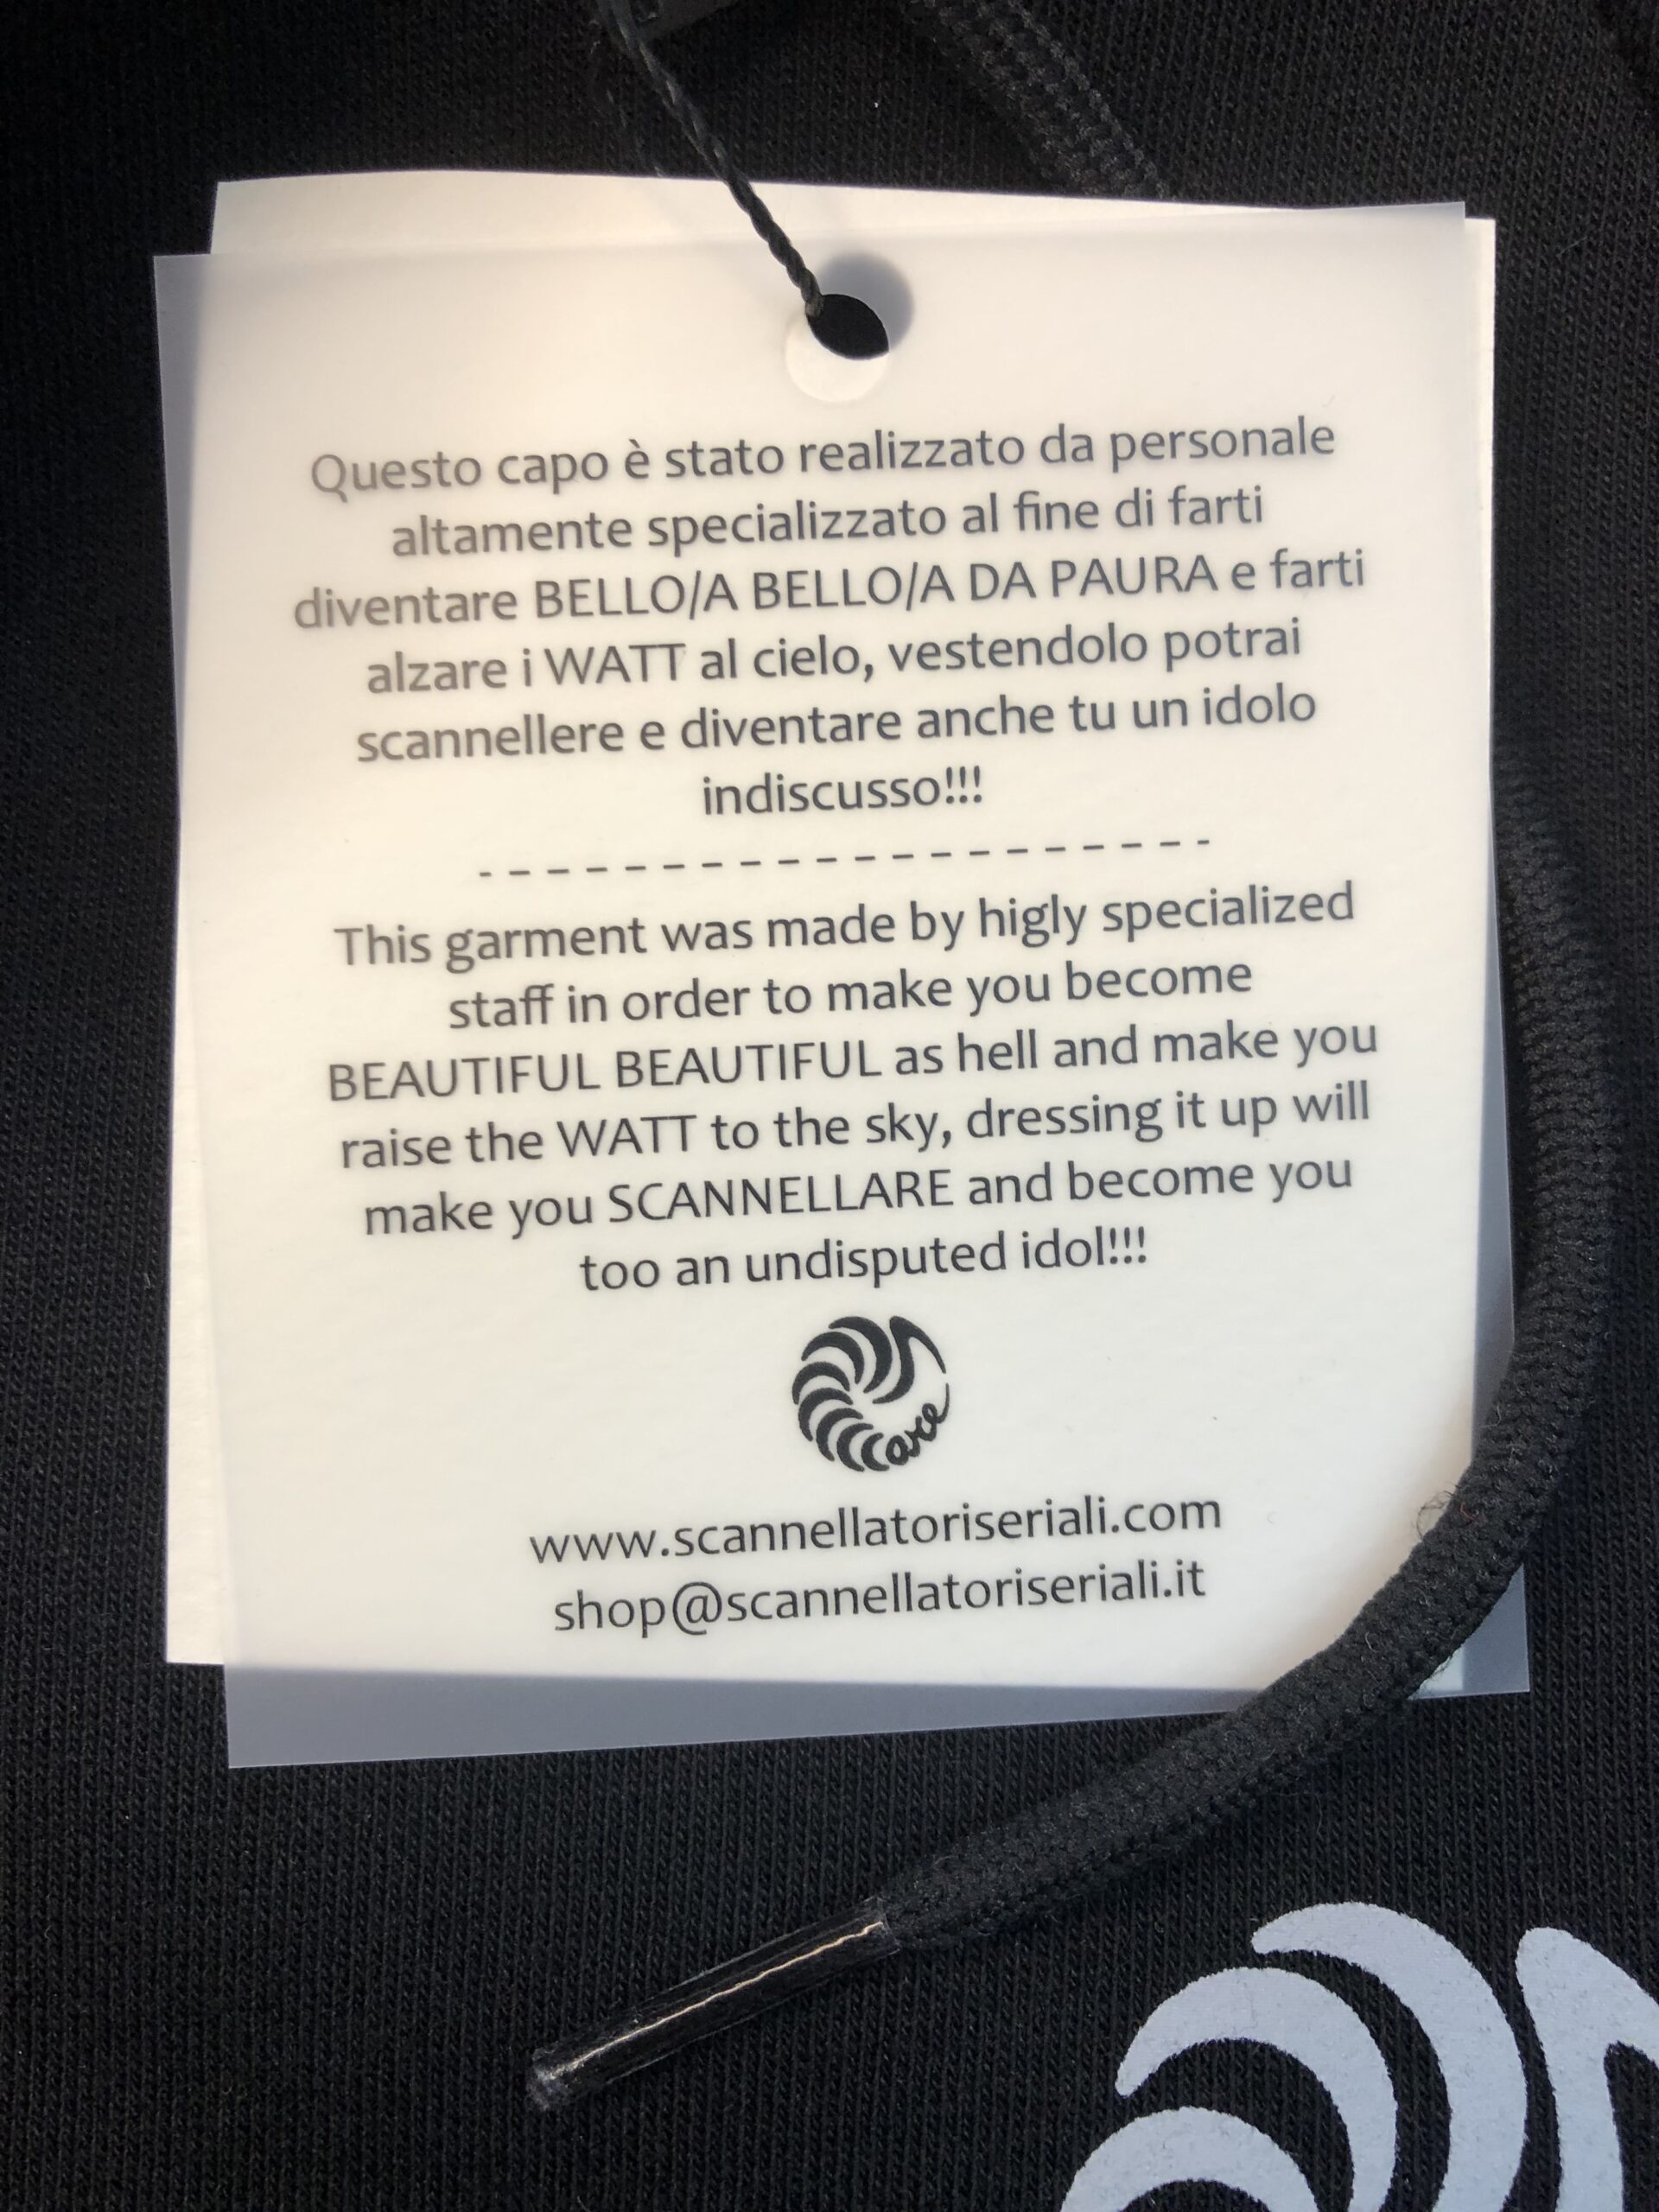 Questo capo è stato realizzato da personale
altamente specializzato al fine di farti
diventare BELLO/A BELLO/A DA PAURA e farti
alzare i WATT al cielo, vestendolo potrai
scannellere e diventare anche tu un idolo
indiscusso!!!
- - - - - - - - - - - - - - - - - - - -
This garment was made by higly specialized
staff in order to make you become
BEAUTIFUL BEAUTIFUL as hell and make you
raise the WATT to the sky, dressing it up will
make you SCANNELLARE and become you
too an undisputed idol!!!
www.scannellatoriseriali.com
shop@scannellatoriseriali.it